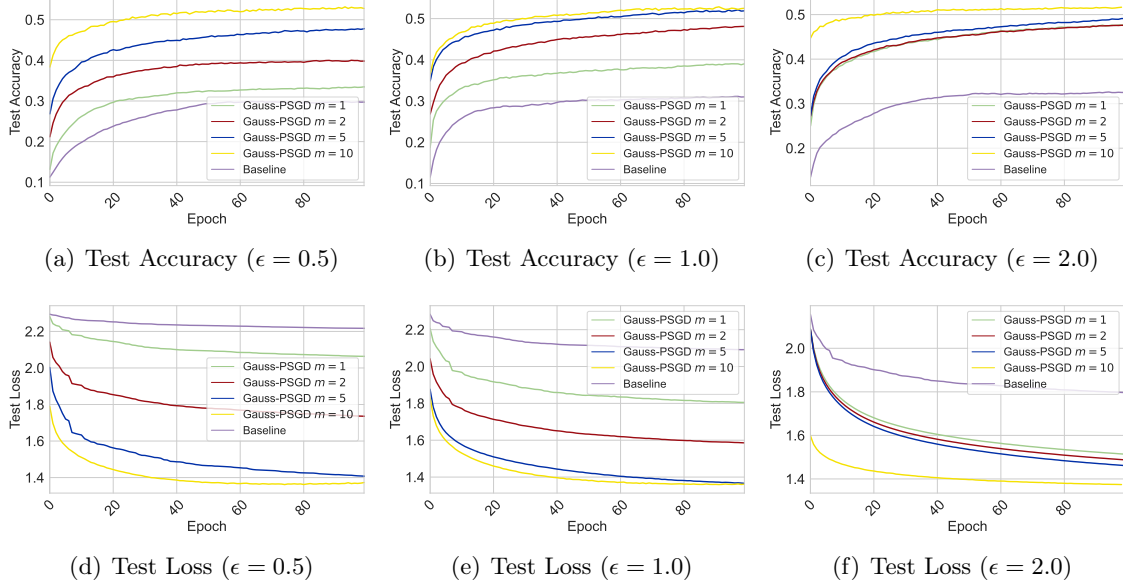 Test Accuracy
0.5
0.4
0.3
0.2
0.1
Gauss-PSGD m = 1
Gauss-PSGD m = 2
Gauss-PSGD m = 5
Gauss-PSGD m = 10
Baseline
0 20 40 60 80
Epoch
(a) Test Accuracy (ϵ = 0.5)
Test Accuracy
0.5
0.4
0.3
0.2
0.1
Gauss-PSGD m = 1
Gauss-PSGD m = 2
Gauss-PSGD m = 5
Gauss-PSGD m = 10
Baseline
0 20 40 60 80
Epoch
(b) Test Accuracy (ϵ = 1.0)
Test Accuracy
0.5
0.4
0.3
0.2
Gauss-PSGD m = 1
Gauss-PSGD m = 2
Gauss-PSGD m = 5
Gauss-PSGD m = 10
Baseline
0 20 40 60 80
Epoch
(c) Test Accuracy (ϵ = 2.0)
Test Loss
2.2
2.0
1.8
1.6
1.4
Gauss-PSGD m = 1
Gauss-PSGD m = 2
Gauss-PSGD m = 5
Gauss-PSGD m = 10
Baseline
0 20 40 60 80
Epoch
(d) Test Loss (ϵ = 0.5)
Test Loss
2.2
2.0
1.8
1.6
1.4
Gauss-PSGD m = 1
Gauss-PSGD m = 2
Gauss-PSGD m = 5
Gauss-PSGD m = 10
Baseline
0 20 40 60 80
Epoch
(e) Test Loss (ϵ = 1.0)
Test Loss
2.0
1.8
1.6
1.4
Gauss-PSGD m = 1
Gauss-PSGD m = 2
Gauss-PSGD m = 5
Gauss-PSGD m = 10
Baseline
0 20 40 60 80
Epoch
(f) Test Loss (ϵ = 2.0)